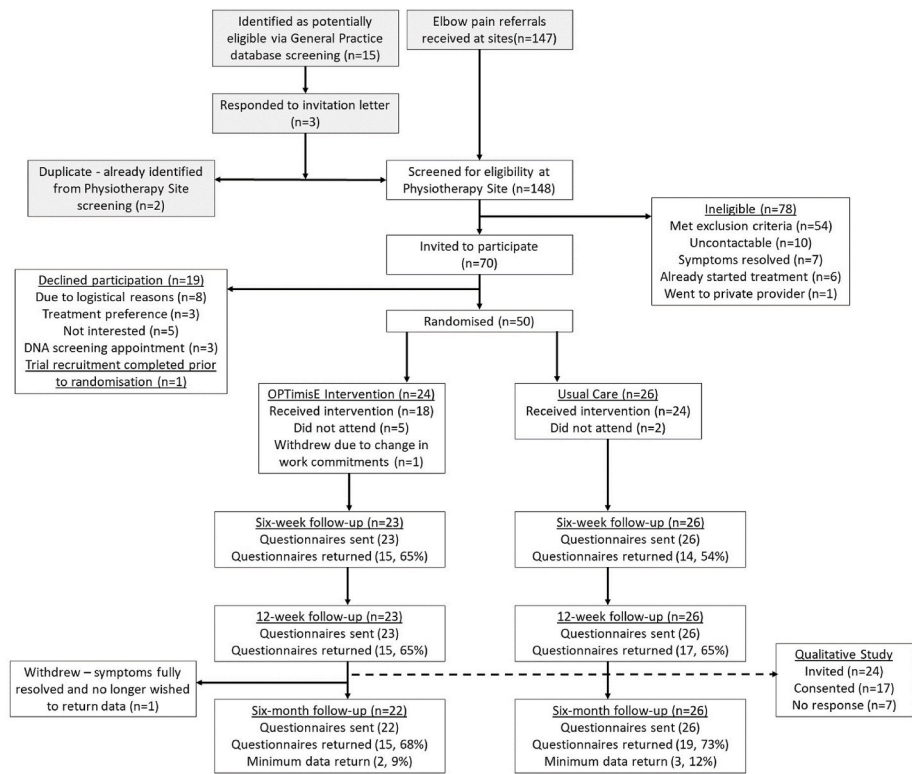 Identified as potentially
eligible via General Practice
database screening (n=15)
Elbow pain referrals
received at sites(n=147)
Responded to invitation letter
(n=3)
Duplicate - already identified
from Physiotherapy Site
screening (n=2)
Screened for eligibility at
Physiotherapy Site (n=148)
Ineligible (n=78)
Met exclusion criteria (n=54)
Uncontactable (n=10)
Symptoms resolved (n=7)
Already started treatment (n=6)
Went to private provider (n=1)
Invited to participate
(n=70)
Declined participation (n=19)
Due to logistical reasons (n=8)
Treatment preference (n=3)
Not interested (n=5)
DNA screening appointment (n=3)
Trial recruitment completed prior
to randomisation (n=1)
Randomised (n=50)
OPTimisE Intervention (n=24)
Received intervention (n=18)
Did not attend (n=5)
Withdrew due to change in
work commitments (n=1)
Usual Care (n=26)
Received intervention (n=24)
Did not attend (n=2)
Six-week follow-up (n=23)
Questionnaires sent (23)
Questionnaires returned (15, 65%)
Six-week follow-up (n=26)
Questionnaires sent (26)
Questionnaires returned (14, 54%)
12-week follow-up (n=23)
Questionnaires sent (23)
Questionnaires returned (15, 65%)
12-week follow-up (n=26)
Questionnaires sent (26)
Questionnaires returned (17, 65%)
Withdrew – symptoms fully
resolved and no longer wished
to return data (n=1)
Qualitative Study
Invited (n=24)
Consented (n=17)
No response (n=7)
Six-month follow-up (n=22)
Questionnaires sent (22)
Questionnaires returned (15, 68%)
Minimum data return (2, 9%)
Six-month follow-up (n=26)
Questionnaires sent (26)
Questionnaires returned (19, 73%)
Minimum data return (3, 12%)